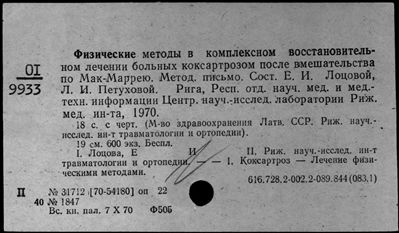 Физические методы в комплексном восстановитель-
ном лечении больных коксартрозом после вмешательства
по Мак-Маррею. Метод. письмо. Сост. Е. И. Лоцовой,
Л. И. Петуховой. Рига, Респ. отд. науч. мед. и мед.-
техн. информации Центр. науч.-исслед. лаборатории Риж.
мед. ин-та, 1970.
OI
9933
18 с. с черт. (М-во здравоохранения Латв. ССР. Риж. науч.-
исслед. ин-т травматологии и ортопедии).
19 см. 600 экз. Беспл.
I. Лоцова, Е И II. Риж. науч.-исслед. ин-т
травматологии и ортопедии. — — 1. Коксартроз — Лечение физи-
ческими методами.
616.728.2-002.2-089.844(083.1)
II № 31712 [70-54180] оп 22
40 № 1847
Вс. кн. пал. 7 X 70 Ф506